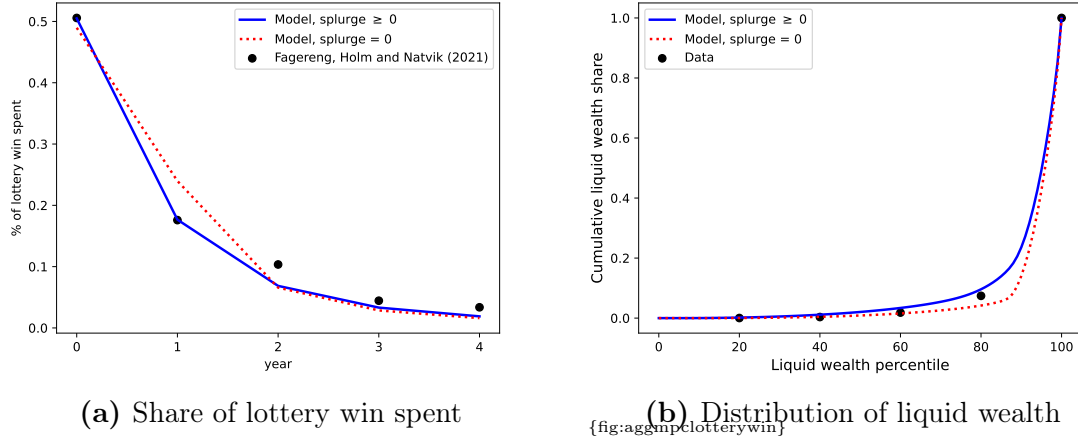 0.5
0.4
0.3
0.2
0.1
0.0
% of lottery win spent
Model, splurge ≥ 0
Model, splurge = 0
Fagereng, Holm and Natvik (2021)
0 1 2 3 4
year
(a) Share of lottery win spent
1.0
0.8
0.6
0.4
0.2
0.0
Cumulative liquid wealth share
Model, splurge ≥ 0
Model, splurge = 0
Data
0 20 40 60 80 100
Liquid wealth percentile
(b) Distribution of liquid wealth
{fig:aggmpclotterywin}